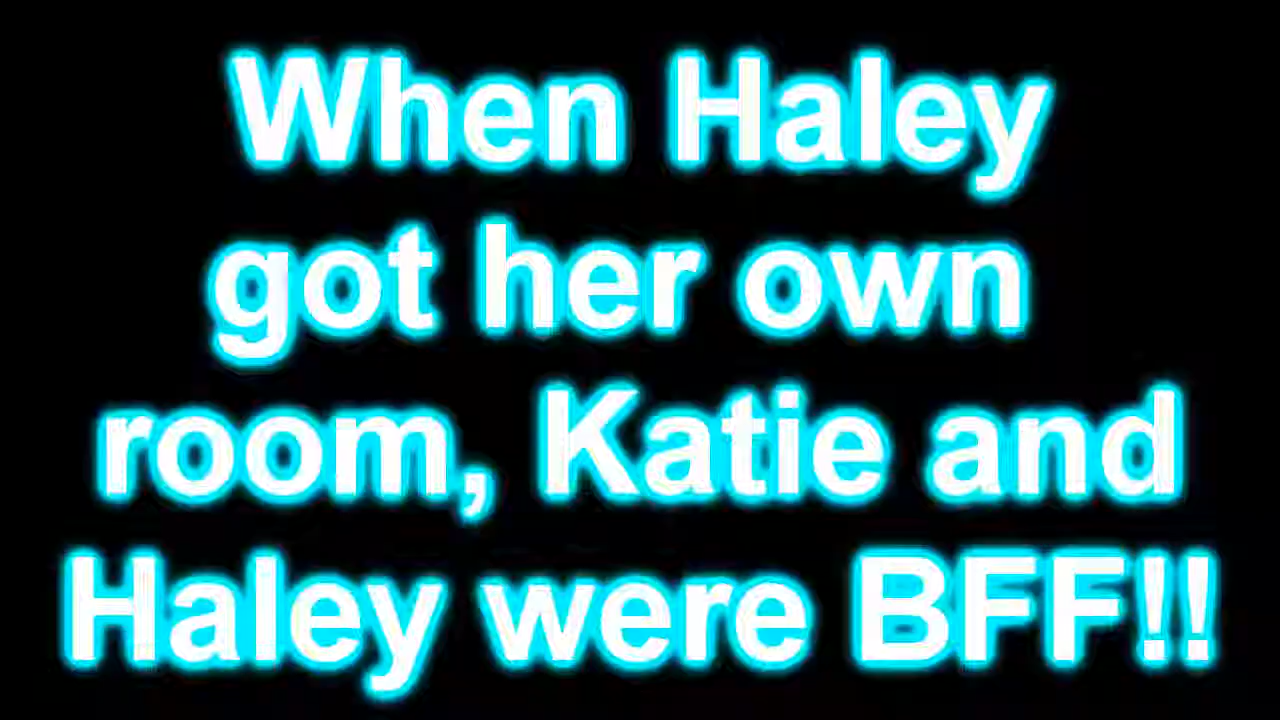 When Haley
got her own
room, Katie and
Haley were BFF!!